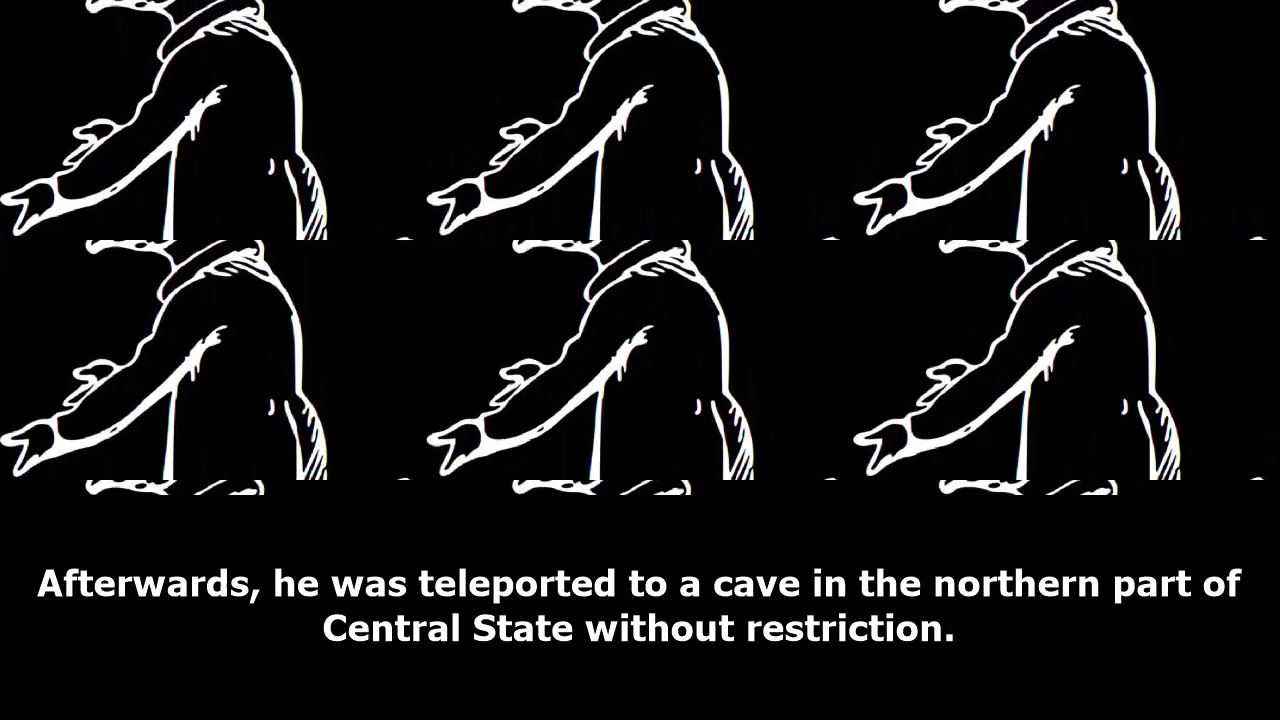 Afterwards, he was teleported to a cave in the northern part of
Central State without restriction.